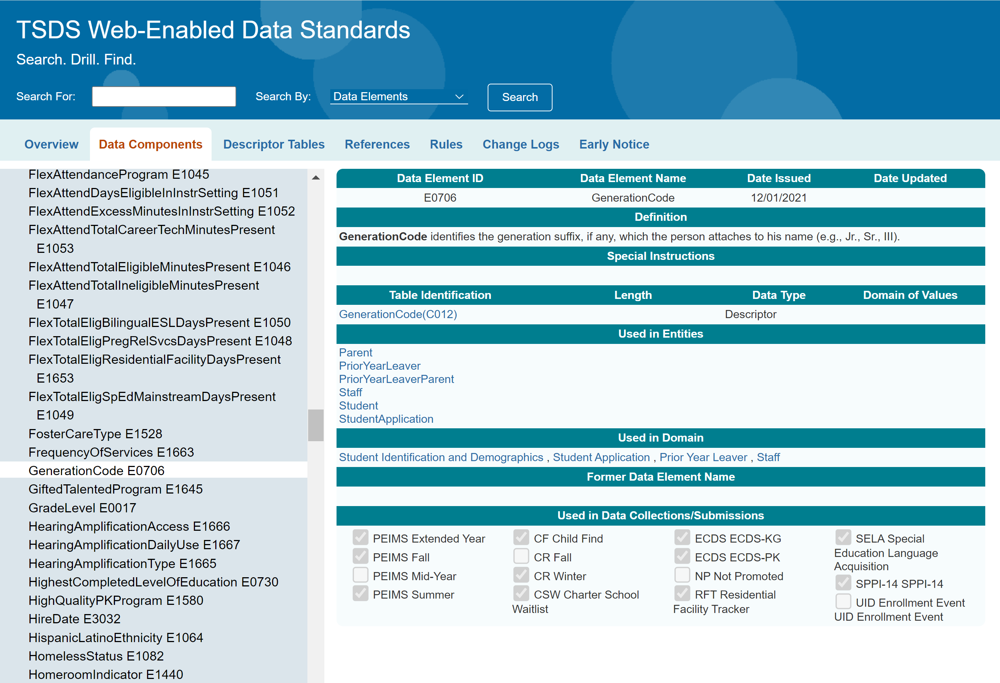 TSDS Web-Enabled Data Standards
Search. Drill. Find.
Search For: Search By: Data Elements Search
Overview Data Components Descriptor Tables References Rules Change Logs Early Notice
FlexAttendanceProgram E1045
FlexAttendDaysEligibleInInstrSetting E1051
FlexAttendExcessMinutesInInstrSetting E1052
FlexAttendTotalCareerTechMinutesPresent
E1053
FlexAttendTotalEligibleMinutesPresent E1046
FlexAttendTotalIneligibleMinutesPresent
E1047
FlexTotalEligBilingualESLDaysPresent E1050
FlexTotalEligPregRelSvcsDaysPresent E1048
FlexTotalEligResidentialFacilityDaysPresent
E1653
FlexTotalEligSpEdMainstreamDaysPresent
E1049
FosterCareType E1528
FrequencyOfServices E1663
GenerationCode E0706
GiftedTalentedProgram E1645
GradeLevel E0017
HearingAmplificationAccess E1666
HearingAmplificationDailyUse E1667
HearingAmplificationType E1665
HighestCompletedLevelOfEducation E0730
HighQualityPKProgram E1580
HireDate E3032
HispanicLatinoEthnicity E1064
HomelessStatus E1082
HomeroomIndicator E1440
Data Element ID Data Element Name Date Issued Date Updated
E0706 GenerationCode 12/01/2021
Definition
GenerationCode identifies the generation suffix, if any, which the person attaches to his name (e.g., Jr., Sr., III).
Special Instructions
Table Identification Length Data Type Domain of Values
GenerationCode(C012) Descriptor
Used in Entities
Parent
PriorYearLeaver
PriorYearLeaverParent
Staff
Student
StudentApplication
Used in Domain
Student Identification and Demographics , Student Application , Prior Year Leaver , Staff
Former Data Element Name
Used in Data Collections/Submissions
PEIMS Extended Year
PEIMS Fall
PEIMS Mid-Year
PEIMS Summer
CF Child Find
CR Fall
CR Winter
CSW Charter School
Waitlist
ECDS ECDS-KG
ECDS ECDS-PK
NP Not Promoted
RFT Residential
Facility Tracker
SELA Special
Education Language
Acquisition
SPPI-14 SPPI-14
UID Enrollment Event
UID Enrollment Event